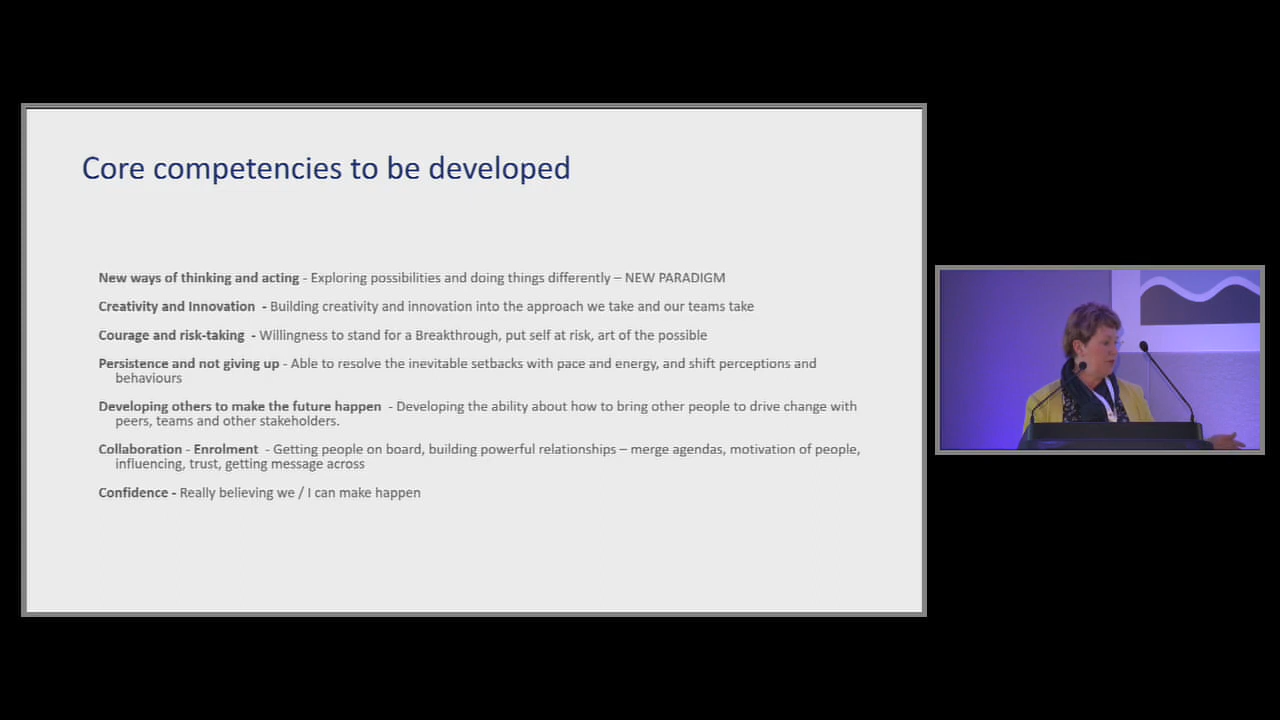 Core competencies to be developed
New ways of thinking and acting - Exploring possibilities and doing things differently – NEW PARADIGM
Creativity and Innovation - Building creativity and innovation into the approach we take and our teams take
Courage and risk-taking - Willingness to stand for a Breakthrough, put self at risk, art of the possible
Persistence and not giving up - Able to resolve the inevitable setbacks with pace and energy, and shift perceptions and
behaviours
Developing others to make the future happen - Developing the ability about how to bring other people to drive change with
peers, teams and other stakeholders.
Collaboration - Enrolment - Getting people on board, building powerful relationships – merge agendas, motivation of people,
influencing, trust, getting message across
Confidence - Really believing we / I can make happen